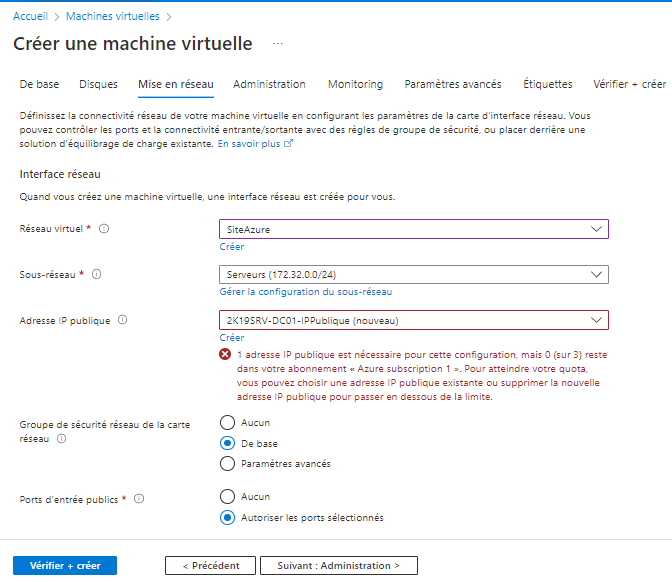 Accueil > Machines virtuelles >
Créer une machine virtuelle ...
De base Disques Mise en réseau Administration Monitoring Paramètres avancés Étiquettes Vérifier + créer
Définissez la connectivité réseau de votre machine virtuelle en configurant les paramètres de la carte d'interface réseau. Vous
pouvez contrôler les ports et la connectivité entrante/sortante avec des règles de groupe de sécurité, ou placer derrière une
solution d'équilibrage de charge existante. En savoir plus
Interface réseau
Quand vous créez une machine virtuelle, une interface réseau est créée pour vous.
Réseau virtuel *
SiteAzure
Créer
Sous-réseau *
Serveurs (172.32.0.0/24)
Gérer la configuration du sous-réseau
Adresse IP publique
2K19SRV-DC01-IPPublique (nouveau)
Créer
1 adresse IP publique est nécessaire pour cette configuration, mais 0 (sur 3) reste
dans votre abonnement « Azure subscription 1 ». Pour atteindre votre quota,
vous pouvez choisir une adresse IP publique existante ou supprimer la nouvelle
adresse IP publique pour passer en dessous de la limite.
Groupe de sécurité réseau de la carte
réseau
Aucun
De base
Paramètres avancés
Ports d'entrée publics *
Aucun
Autoriser les ports sélectionnés
Vérifier + créer
< Précédent
Suivant : Administration >